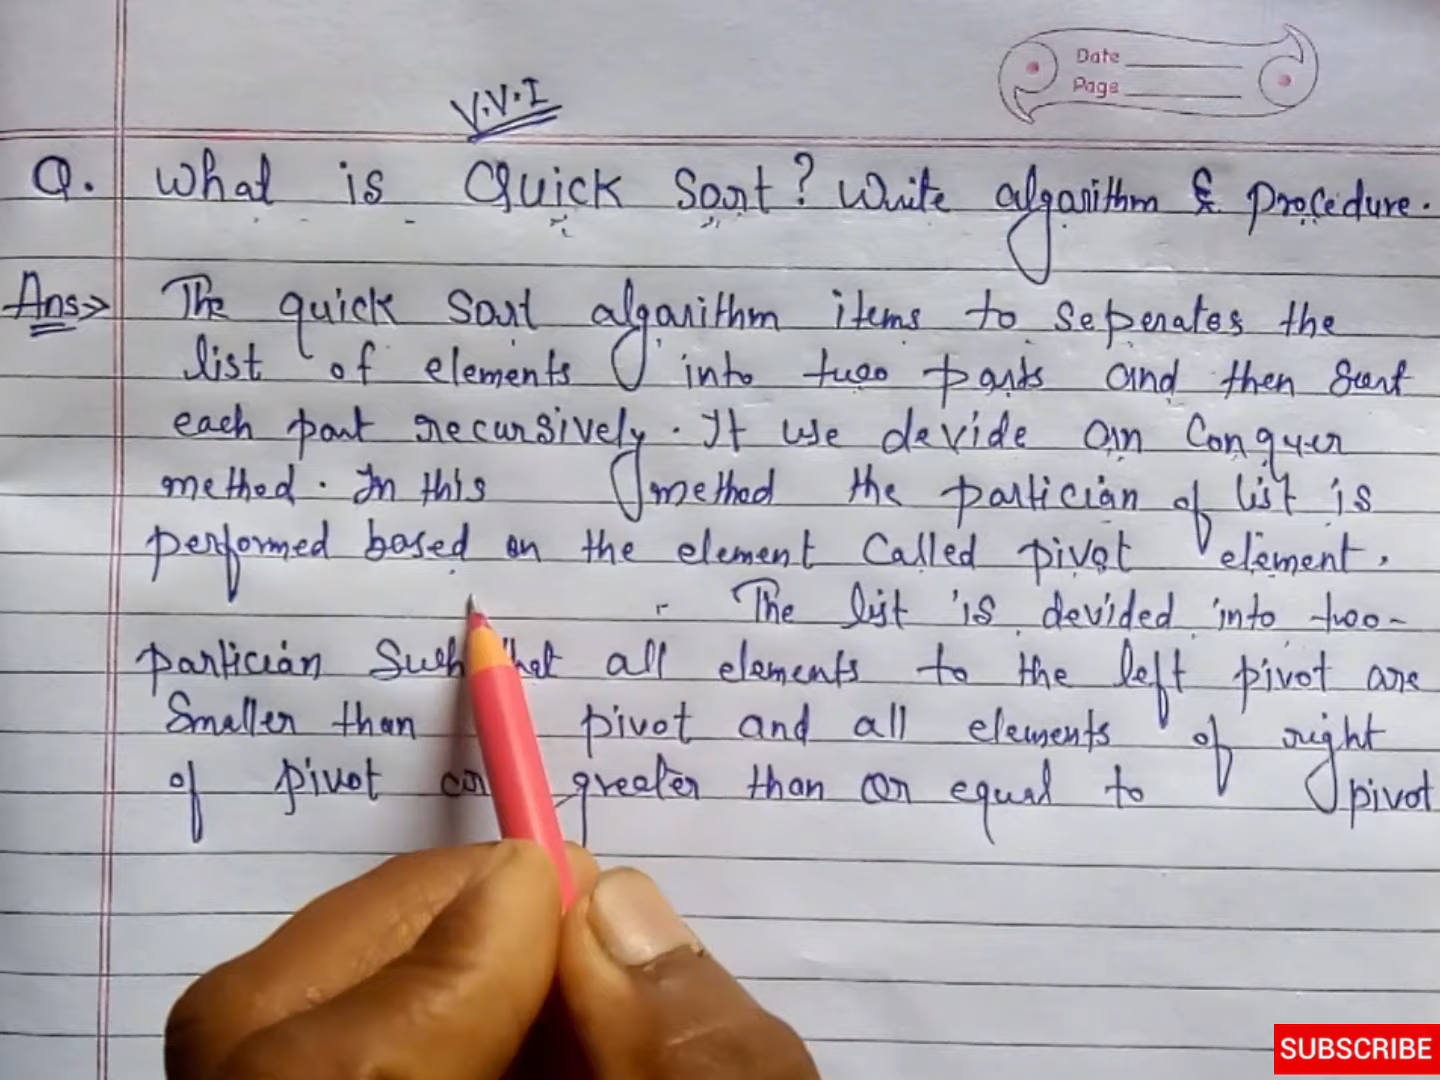 Date
Page
V.V.I
Q. What is Quick Sort? Write algorithm & procedure.
Ans→ The quick Sort algorithm items to seperates the
list of elements into two parts and then Sort
each part recursively. It use devide an Conquer
method. In this method the partician of list is
performed based on the element Called pivot element.
The list is devided into two-
partician Such that all elements to the left pivot are
Smaller than pivot and all elements of right
of pivot greater than or equal to pivot
SUBSCRIBE